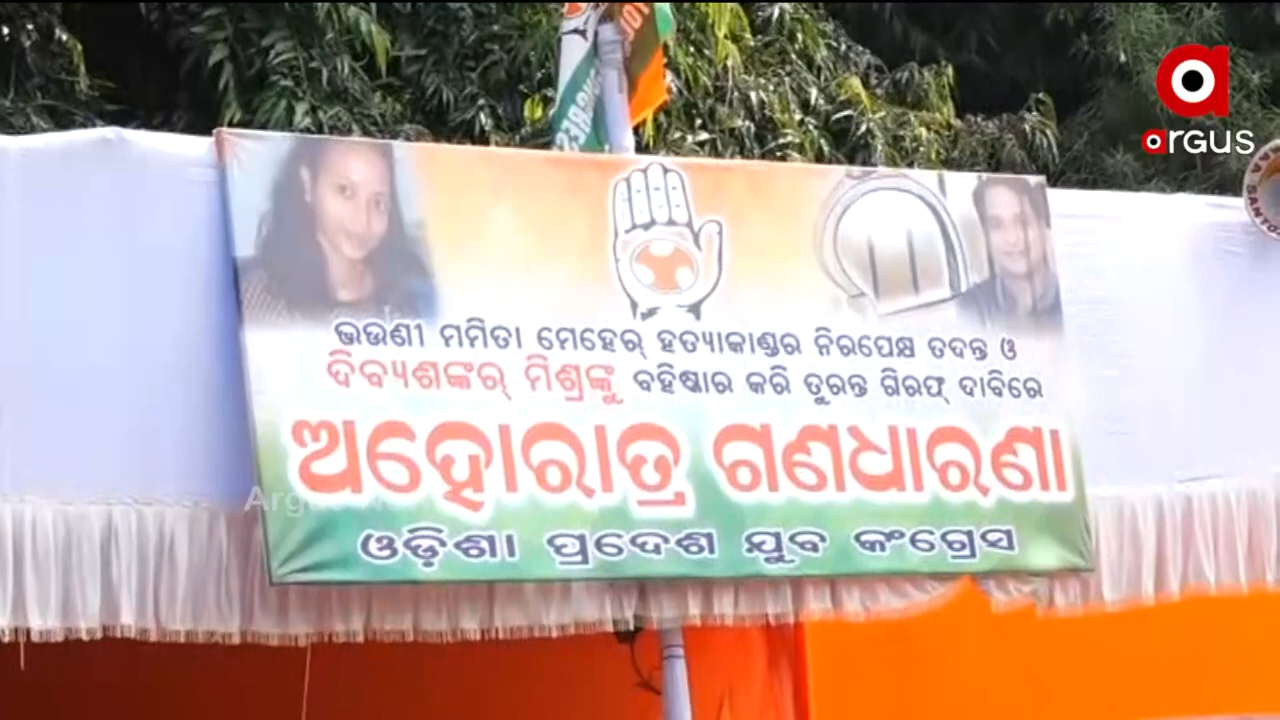 argus
ଭଉଣୀ ମମିତା ମେହେର୍ ହତ୍ୟାକାଣ୍ଡର ନିରପେକ୍ଷ ତଦନ୍ତ ଓ
ଦିବ୍ୟଶଙ୍କର୍ ମିଶ୍ରଙ୍କୁ ବହିଷ୍କାର କରି ତୁରନ୍ତ ଗିରଫ୍ ଦାବିରେ
ଅହୋରାତ୍ର ଗଣଧାରଣା
ଓଡ଼ିଶା ପ୍ରଦେଶ ଯୁବ କଂଗ୍ରେସ